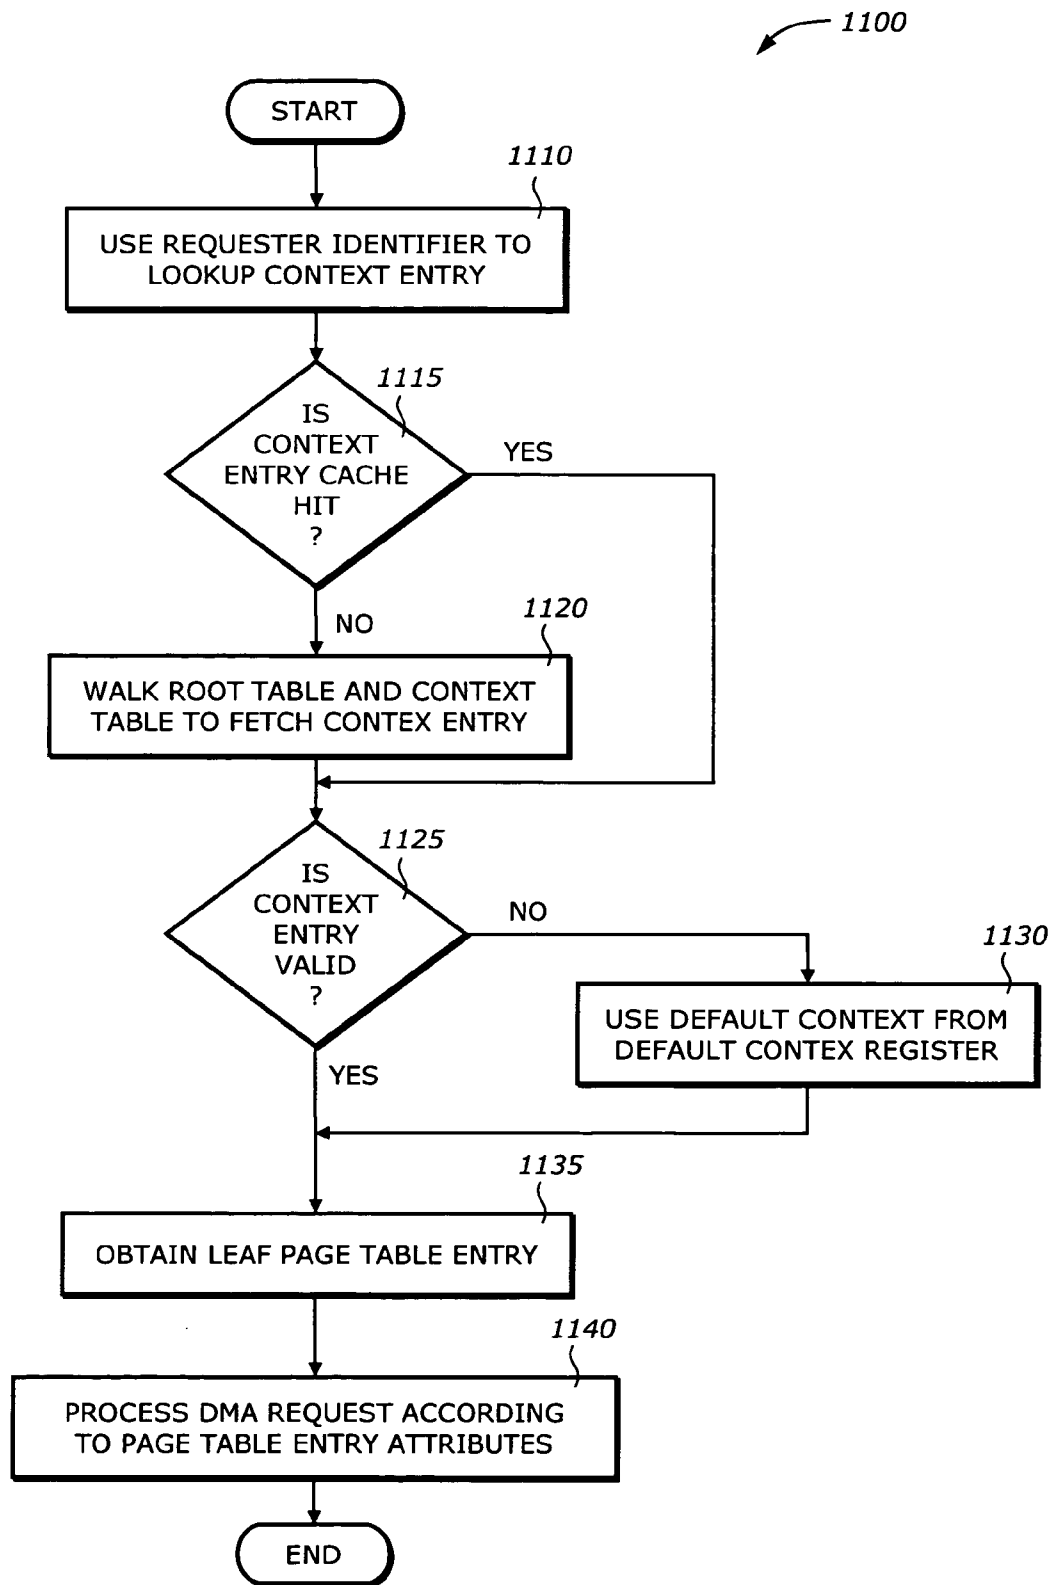 1100
START
1110
USE REQUESTER IDENTIFIER TO
LOOKUP CONTEXT ENTRY
1115
IS
CONTEXT
ENTRY CACHE
HIT
?
YES
NO
1120
WALK ROOT TABLE AND CONTEXT
TABLE TO FETCH CONTEX ENTRY
1125
IS
CONTEXT
ENTRY
VALID
?
NO
1130
USE DEFAULT CONTEXT FROM
DEFAULT CONTEX REGISTER
YES
1135
OBTAIN LEAF PAGE TABLE ENTRY
1140
PROCESS DMA REQUEST ACCORDING
TO PAGE TABLE ENTRY ATTRIBUTES
END